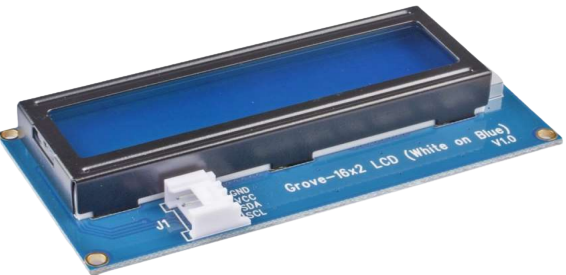 Grove-16x2 LCD (White on Blue)
V1.0
GND
VCC
SDA
SCL
J1